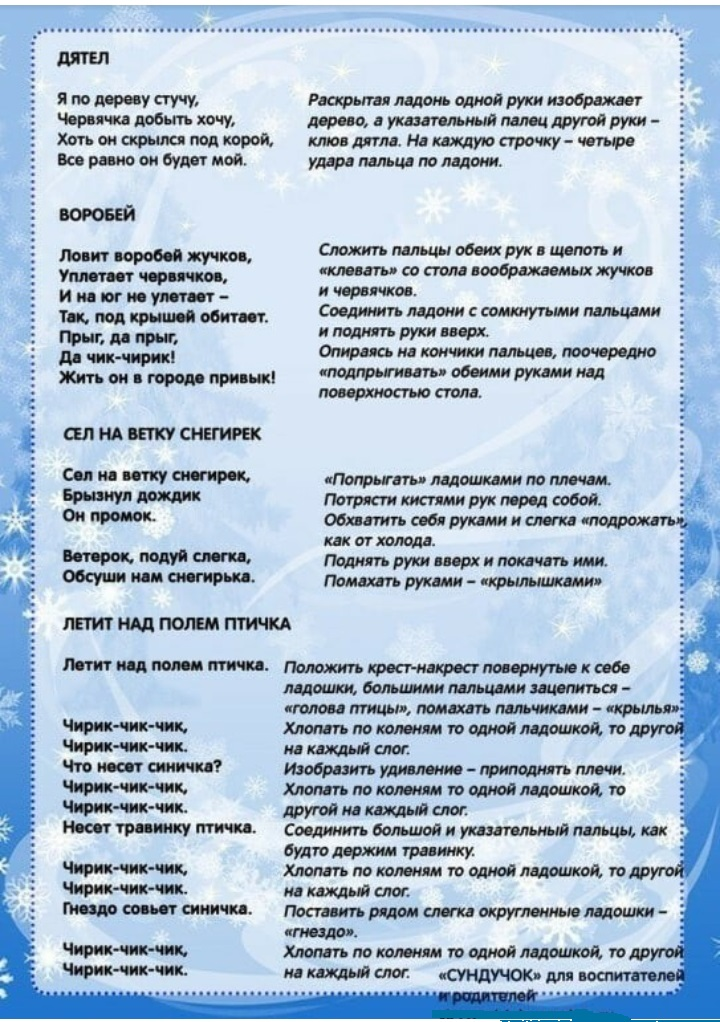 ДЯТЕЛ
Я по дереву стучу,
Червячка добыть хочу,
Хоть он скрылся под корой,
Все равно он будет мой.
Раскрытая ладонь одной руки изображает
дерево, а указательный палец другой руки –
клюв дятла. На каждую строчку – четыре
удара пальца по ладони.
ВОРОБЕЙ
Ловит воробей жучков,
Уплетает червячков,
И на юг не улетает –
Так, под крышей обитает.
Прыг, да прыг,
Да чик-чирик!
Жить он в городе привык!
Сложить пальцы обеих рук в щепоть и
«клевать» со стола воображаемых жучков
и червячков.
Соединить ладони с сомкнутыми пальцами
и поднять руки вверх.
Опираясь на кончики пальцев, поочередно
«подпрыгивать» обеими руками над
поверхностью стола.
СЕЛ НА ВЕТКУ СНЕГИРЕК
Сел на ветку снегирек,
Брызнул дождик
Он промок.
Ветерок, подуй слегка,
Обсуши нам снегирька.
«Попрыгать» ладошками по плечам.
Потрясти кистями рук перед собой.
Обхватить себя руками и слегка «подрожать»,
как от холода.
Поднять руки вверх и покачать ими.
Помахать руками – «крылышками»
ЛЕТИТ НАД ПОЛЕМ ПТИЧКА
Летит над полем птичка.
Положить крест-накрест повернутые к себе
ладошки, большими пальцами зацепиться –
«голова птицы», помахать пальчиками – «крылья»
Чирик-чик-чик,
Чирик-чик-чик.
Хлопать по коленям то одной ладошкой, то другой
на каждый слог.
Что несет синичка?
Изобразить удивление – приподнять плечи.
Чирик-чик-чик,
Чирик-чик-чик.
Хлопать по коленям то одной ладошкой, то
другой на каждый слог.
Несет травинку птичка.
Соединить большой и указательный пальцы, как
будто держим травинку.
Чирик-чик-чик,
Чирик-чик-чик.
Хлопать по коленям то одной ладошкой, то другой
на каждый слог.
Гнездо совьет синичка.
Поставить рядом слегка округленные ладошки –
«гнездо».
Чирик-чик-чик,
Чирик-чик-чик.
Хлопать по коленям то одной ладошкой, то другой
на каждый слог.
«СУНДУЧОК» для воспитателей
и родителей